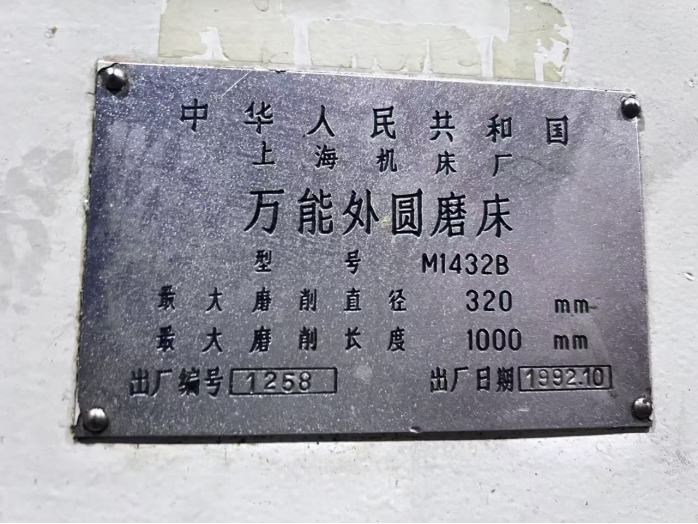 中华人民共和国
上海机床厂
万能外圆磨床
型号 M1432B
最大磨削直径 320 mm
最大磨削长度 1000 mm
出厂编号 1258 出厂日期 1992.10